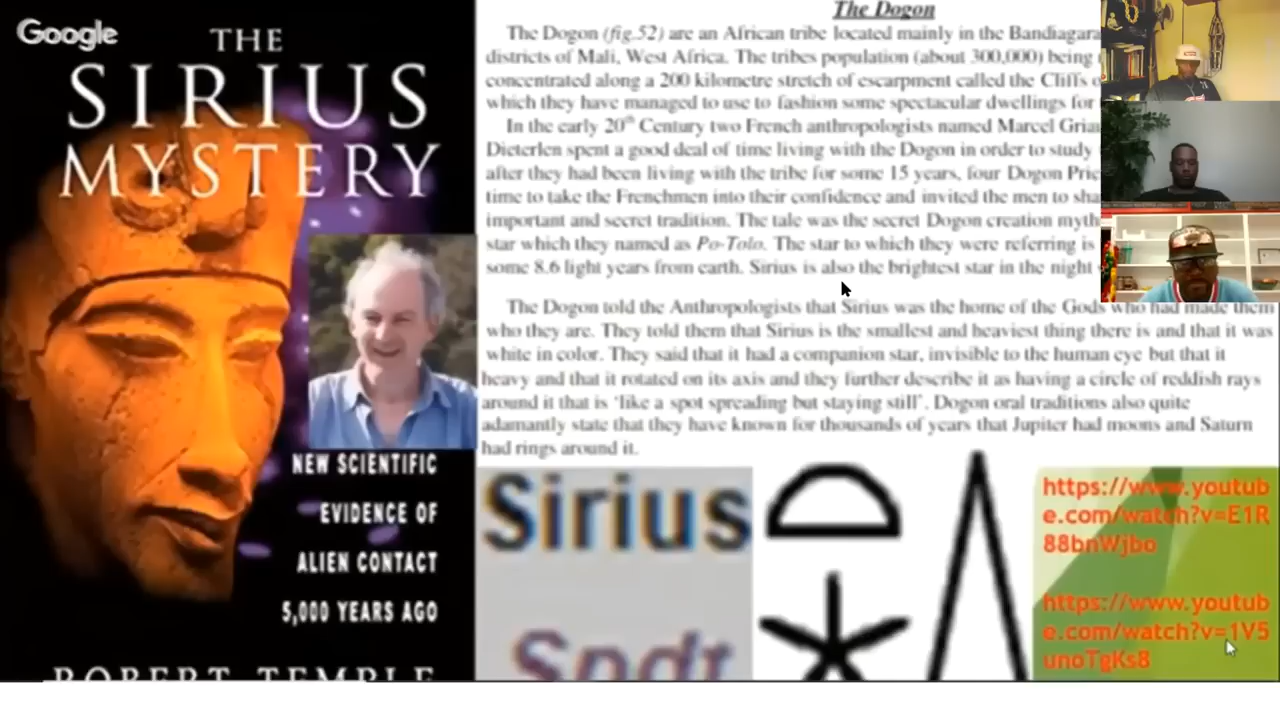 Google
THE
SIRIUS
MYSTERY
NEW SCIENTIFIC
EVIDENCE OF
ALIEN CONTACT
5,000 YEARS AGO
ROBERT TEMPLE
The Dogon
The Dogon (fig.52) are an African tribe located mainly in the Bandiagara
districts of Mali, West Africa. The tribes population (about 300,000) being
concentrated along a 200 kilometre stretch of escarpment called the Cliffs
which they have managed to use to fashion some spectacular dwellings for
In the early 20th Century two French anthropologists named Marcel Gria
Dieterlen spent a good deal of time living with the Dogon in order to study
after they had been living with the tribe for some 15 years, four Dogon Prie
time to take the Frenchmen into their confidence and invited the men to sha
important and secret tradition. The tale was the secret Dogon creation myth
star which they named as Po-Tolo. The star to which they were referring is
some 8.6 light years from earth. Sirius is also the brightest star in the night
The Dogon told the Anthropologists that Sirius was the home of the Gods who had made them
who they are. They told them that Sirius is the smallest and heaviest thing there is and that it was
white in color. They said that it had a companion star, invisible to the human eye but that it
heavy and that it rotated on its axis and they further describe it as having a circle of reddish rays
around it that is 'like a spot spreading but staying still'. Dogon oral traditions also quite
adamantly state that they have known for thousands of years that Jupiter had moons and Saturn
had rings around it.
Sirius
Spdt
https://www.youtub
e.com/watch?v=E1R
88bnWjbo
https://www.youtub
e.com/watch?v=1V5
unoTgKs8